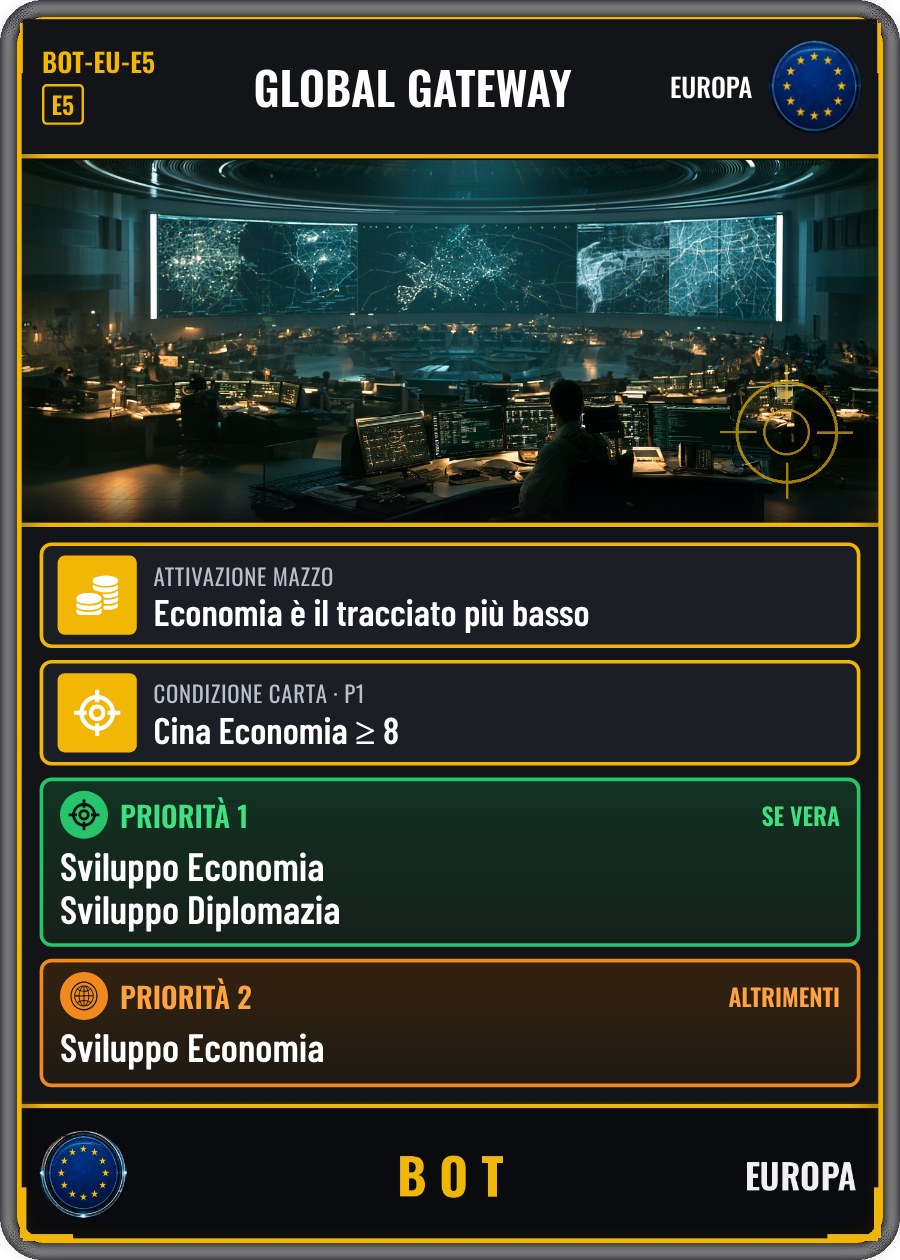 BOT-EU-E5
E5
GLOBAL GATEWAY
EUROPA
ATTIVAZIONE MAZZO
Economia è il tracciato più basso
CONDIZIONE CARTA · P1
Cina Economia ≥ 8
PRIORITÀ 1
SE VERA
Sviluppo Economia
Sviluppo Diplomazia
PRIORITÀ 2
ALTRIMENTI
Sviluppo Economia
BOT
EUROPA